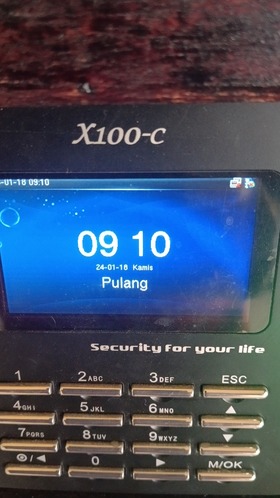 X100-C
-01-18 09:10
09 10
24-01-18 Kamis
Pulang
Security for your life
1 2ABC 3DEF ESC
4GHI 5JKL 6MNO
7PQRS 8TUV 9WXYZ
0 M/OK